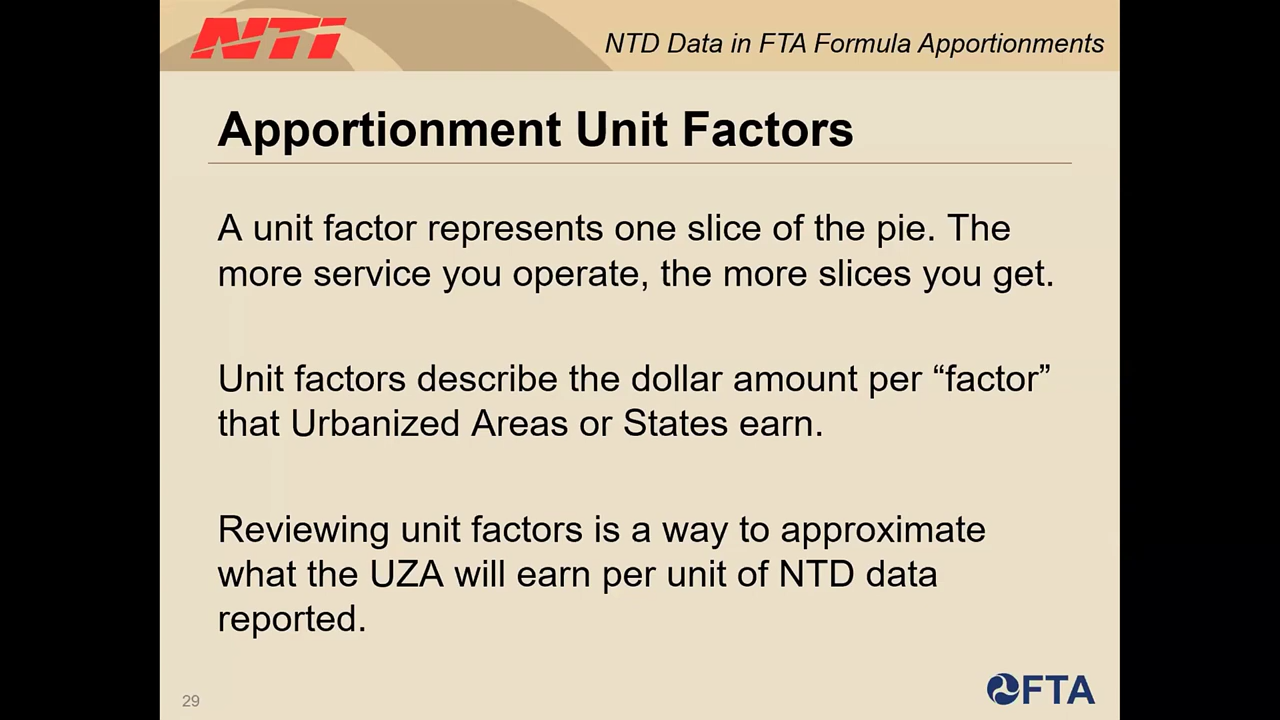 NTI
NTD Data in FTA Formula Apportionments
Apportionment Unit Factors
A unit factor represents one slice of the pie. The
more service you operate, the more slices you get.
Unit factors describe the dollar amount per “factor”
that Urbanized Areas or States earn.
Reviewing unit factors is a way to approximate
what the UZA will earn per unit of NTD data
reported.
29
FTA